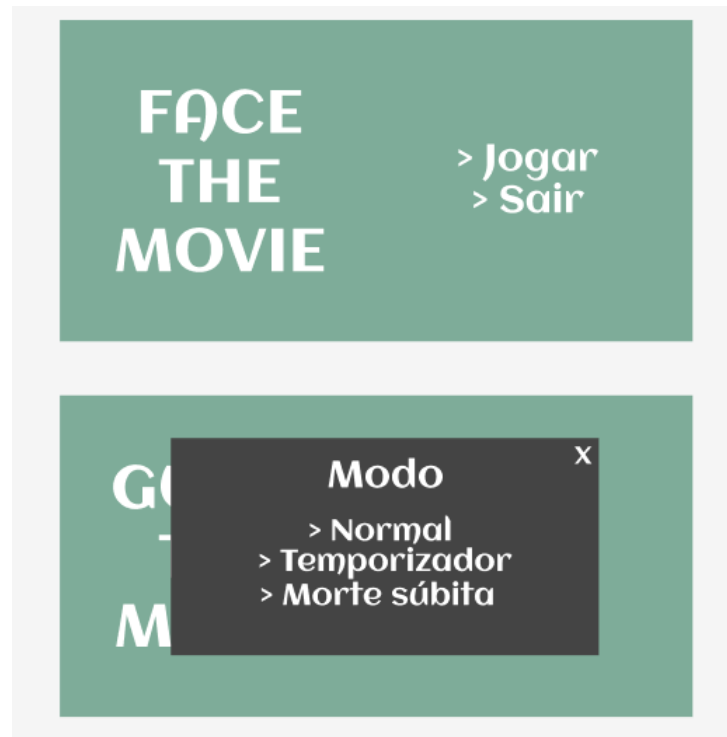 FACE
THE
MOVIE
> Jogar
> Sair
X
Modo
> Normal
> Temporizador
> Morte súbita
M